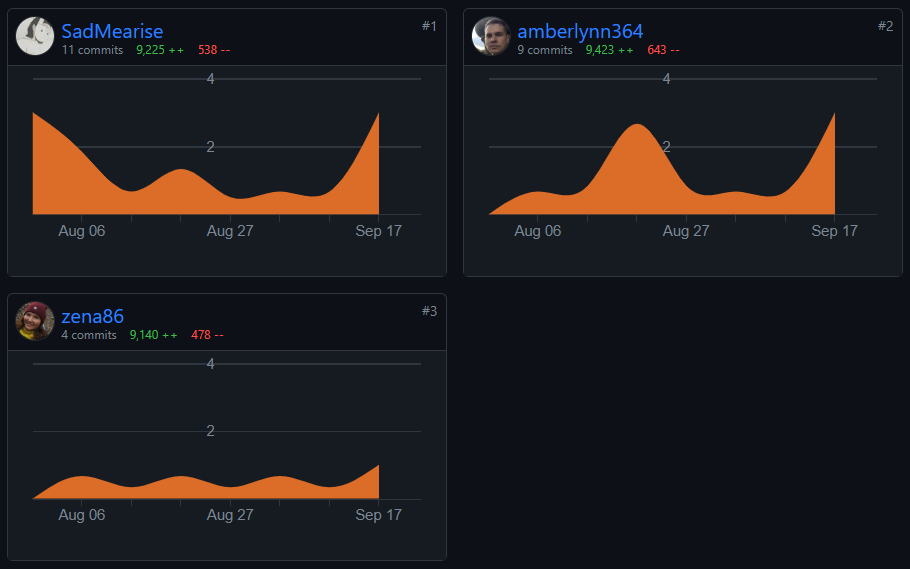 SadMearise
#1
11 commits 9,225 ++ 538 --
4
2
Aug 06 Aug 27 Sep 17
amberlynn364
#2
9 commits 9,423 ++ 643 --
4
2
Aug 06 Aug 27 Sep 17
zena86
#3
4 commits 9,140 ++ 478 --
4
2
Aug 06 Aug 27 Sep 17